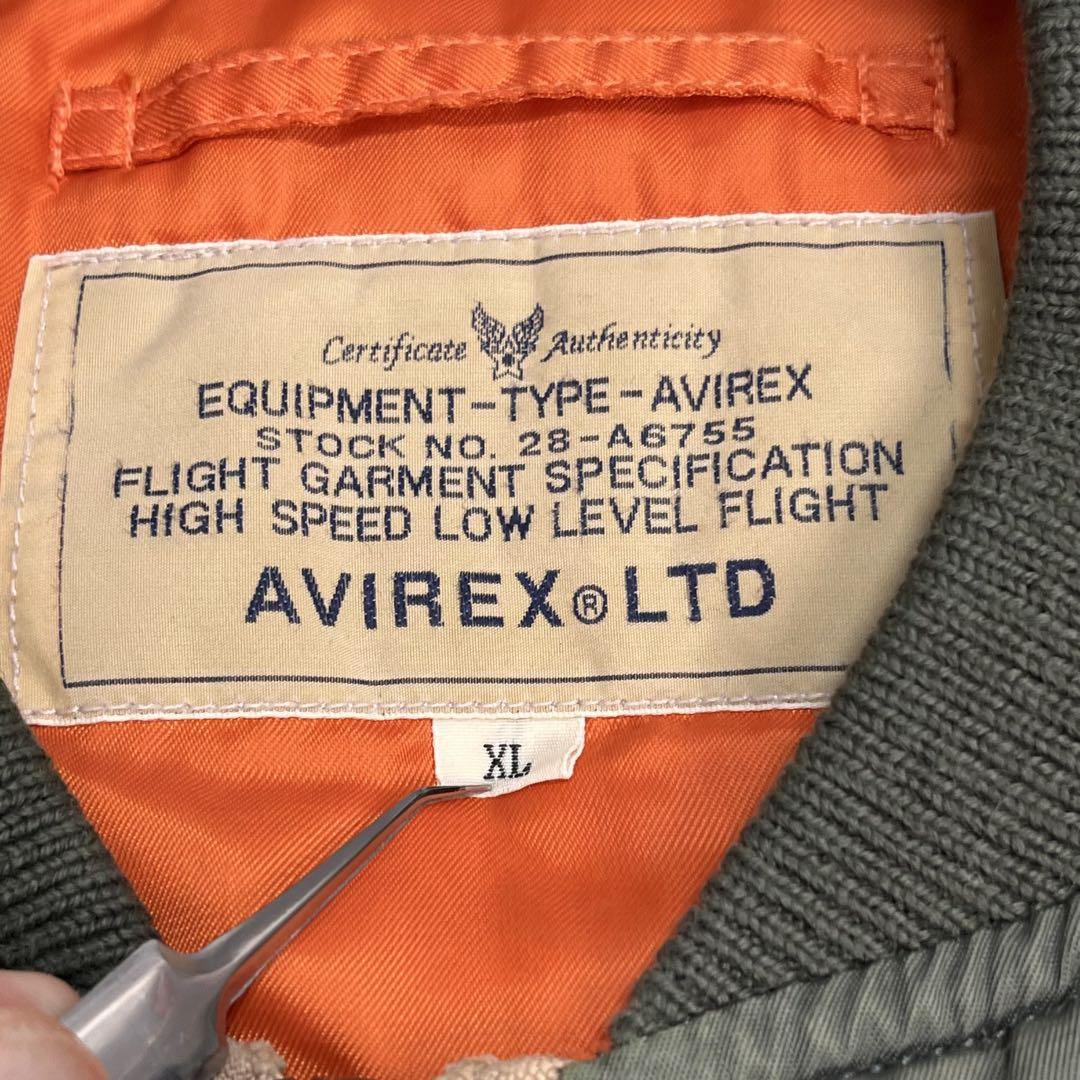 Certificate Authenticity
EQUIPMENT-TYPE-AVIREX
STOCK NO. 28-A6755
FLIGHT GARMENT SPECIFICATION
HIGH SPEED LOW LEVEL FLIGHT
AVIREX® LTD
XL